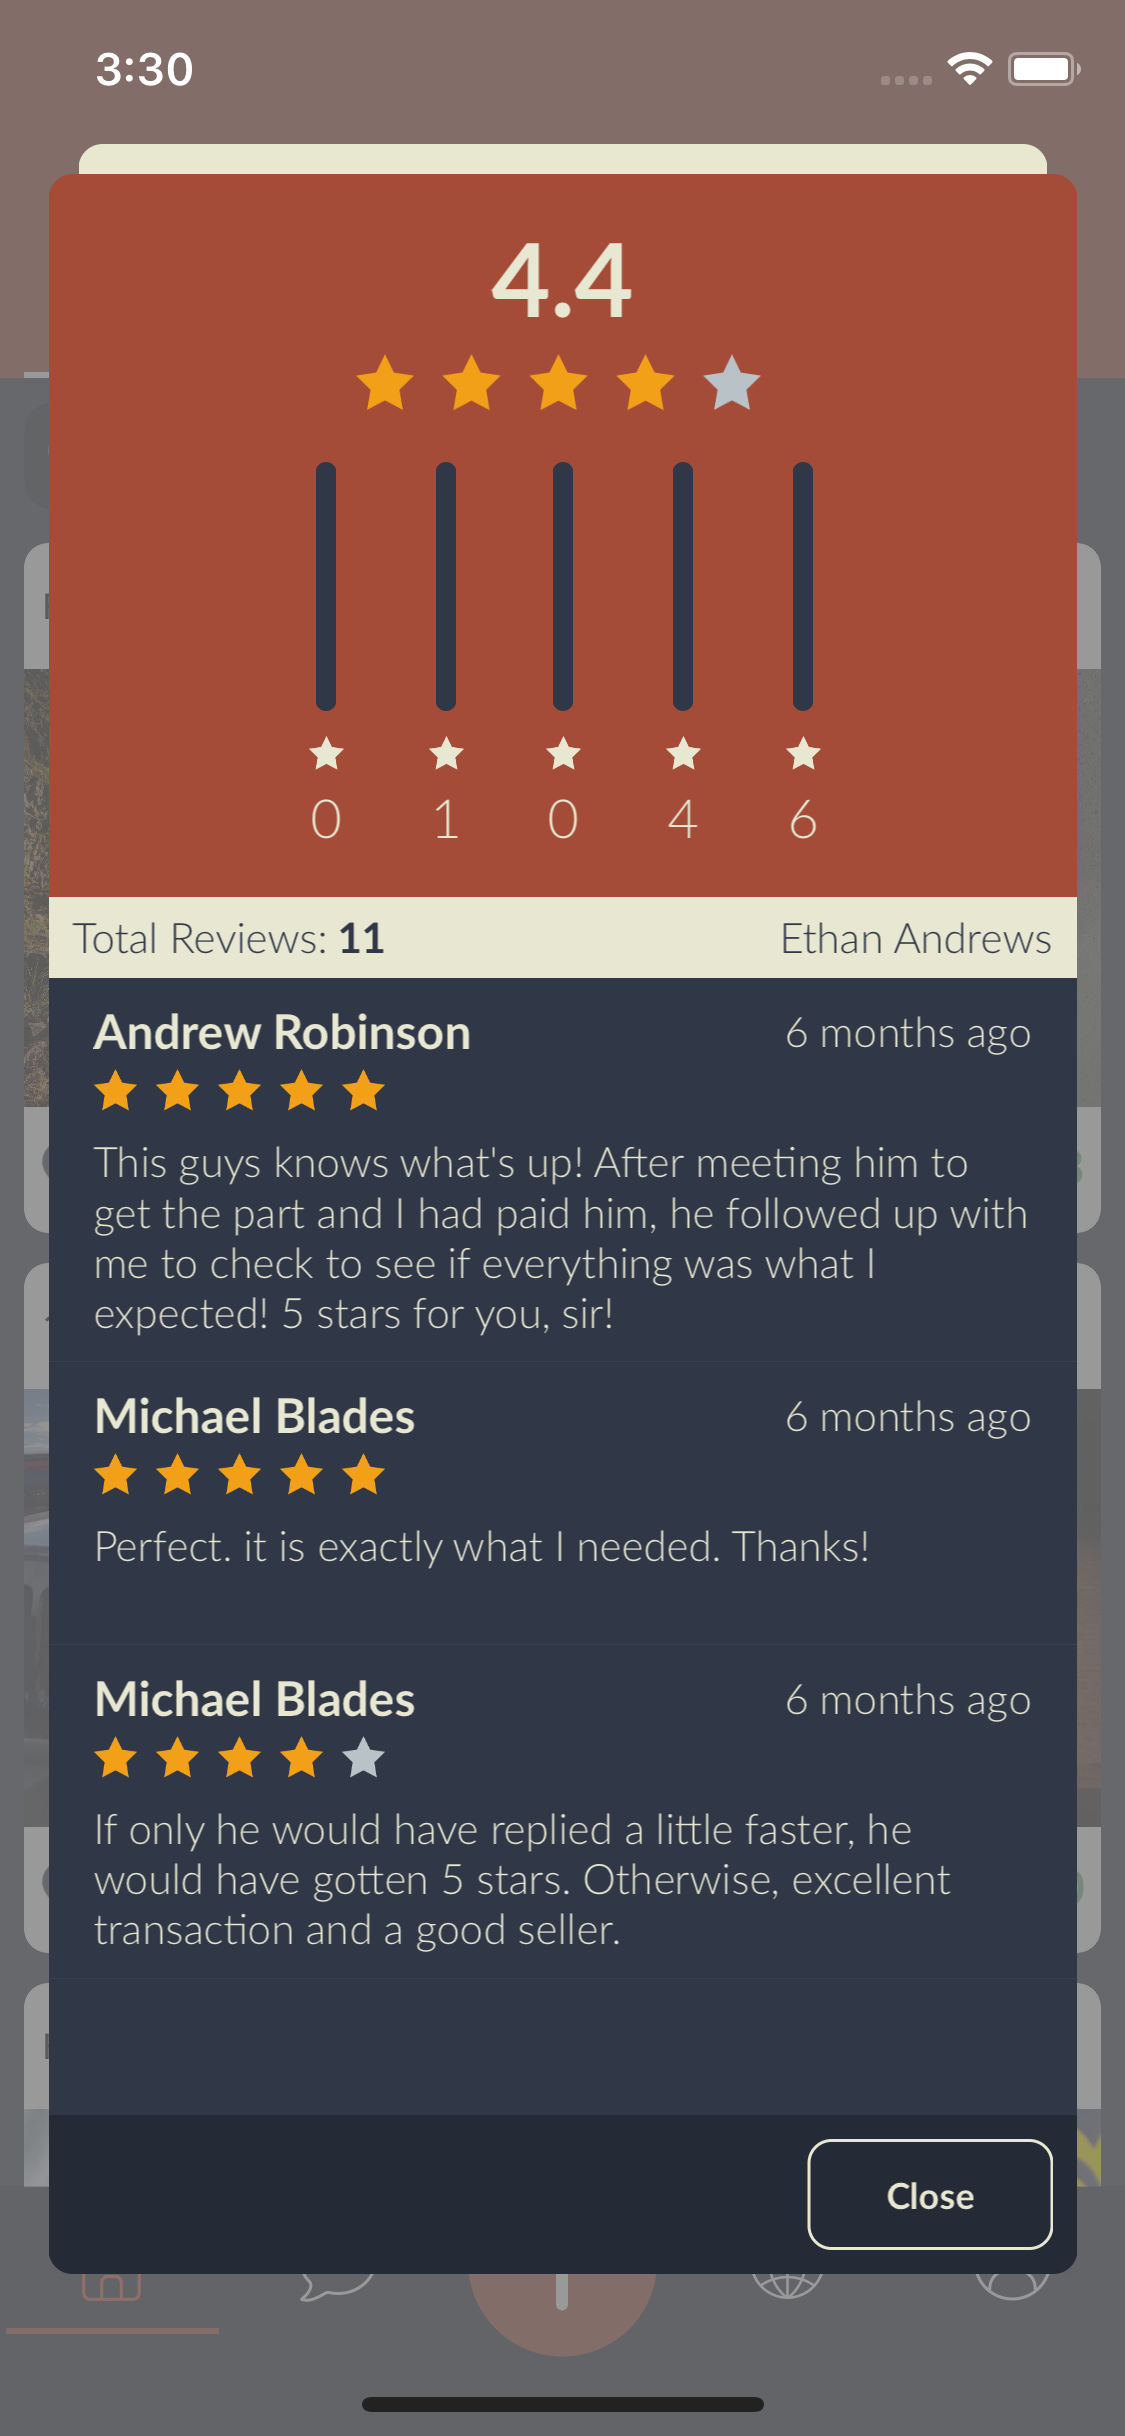 3:30
4.4
0 1 0 4 6
Total Reviews: 11 Ethan Andrews
Andrew Robinson 6 months ago
This guys knows what's up! After meeting him to
get the part and I had paid him, he followed up with
me to check to see if everything was what I
expected! 5 stars for you, sir!
Michael Blades 6 months ago
Perfect. it is exactly what I needed. Thanks!
Michael Blades 6 months ago
If only he would have replied a little faster, he
would have gotten 5 stars. Otherwise, excellent
transaction and a good seller.
Close